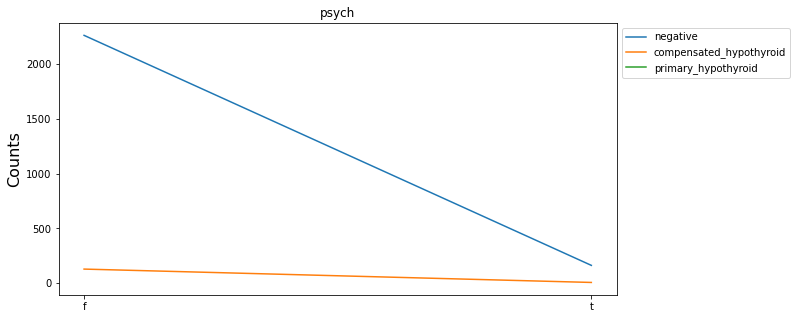 psych
negative
compensated_hypothyroid
primary_hypothyroid
Counts
2000
1500
1000
500
0
f
t